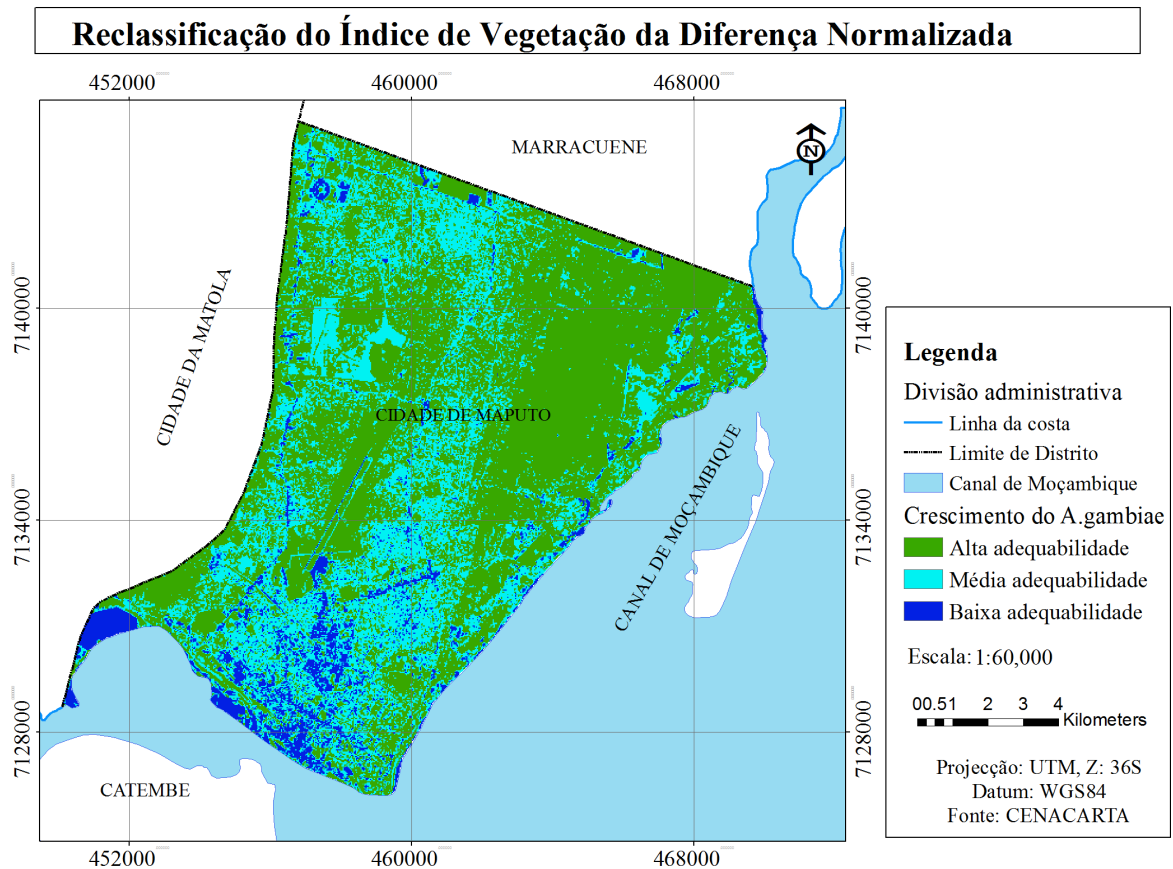 Reclassificação do Índice de Vegetação da Diferença Normalizada
452000
460000
468000
MARRACUENE
N
CIDADE DA MATOLA
7140000
7140000
CIDADE DE MAPUTO
CANAL DE MOÇAMBIQUE
7134000
7134000
7128000
7128000
CATEMBE
452000
460000
468000
Legenda
Divisão administrativa
Linha da costa
Limite de Distrito
Canal de Moçambique
Crescimento do A.gambiae
Alta adequabilidade
Média adequabilidade
Baixa adequabilidade
Escala: 1:60,000
00.51 2 3 4
Kilometers
Projecção: UTM, Z: 36S
Datum: WGS84
Fonte: CENACARTA